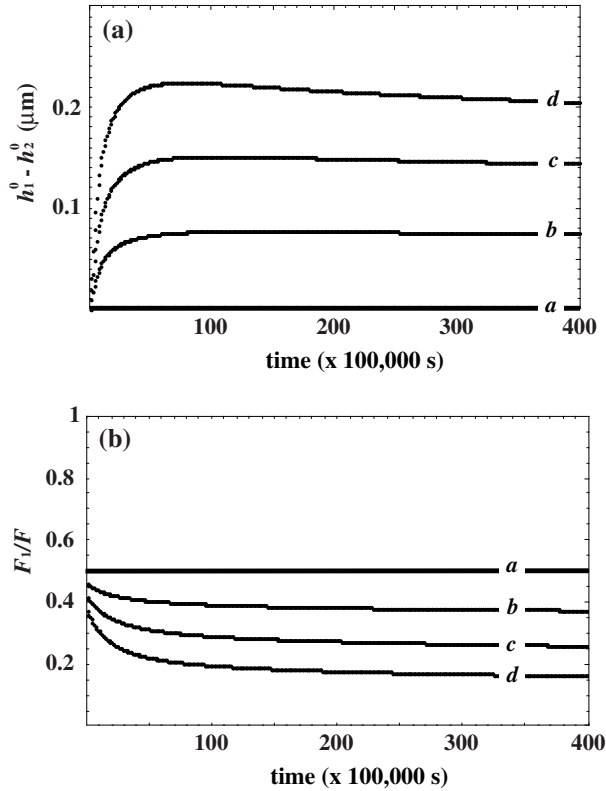 (a)
h₁⁰ - h₂⁰ (μm)
0.2
0.1
d
c
b
a
100 200 300 400
time (x 100,000 s)
(b)
F₁/F
1
0.8
0.6
0.4
0.2
a
b
c
d
100 200 300 400
time (x 100,000 s)